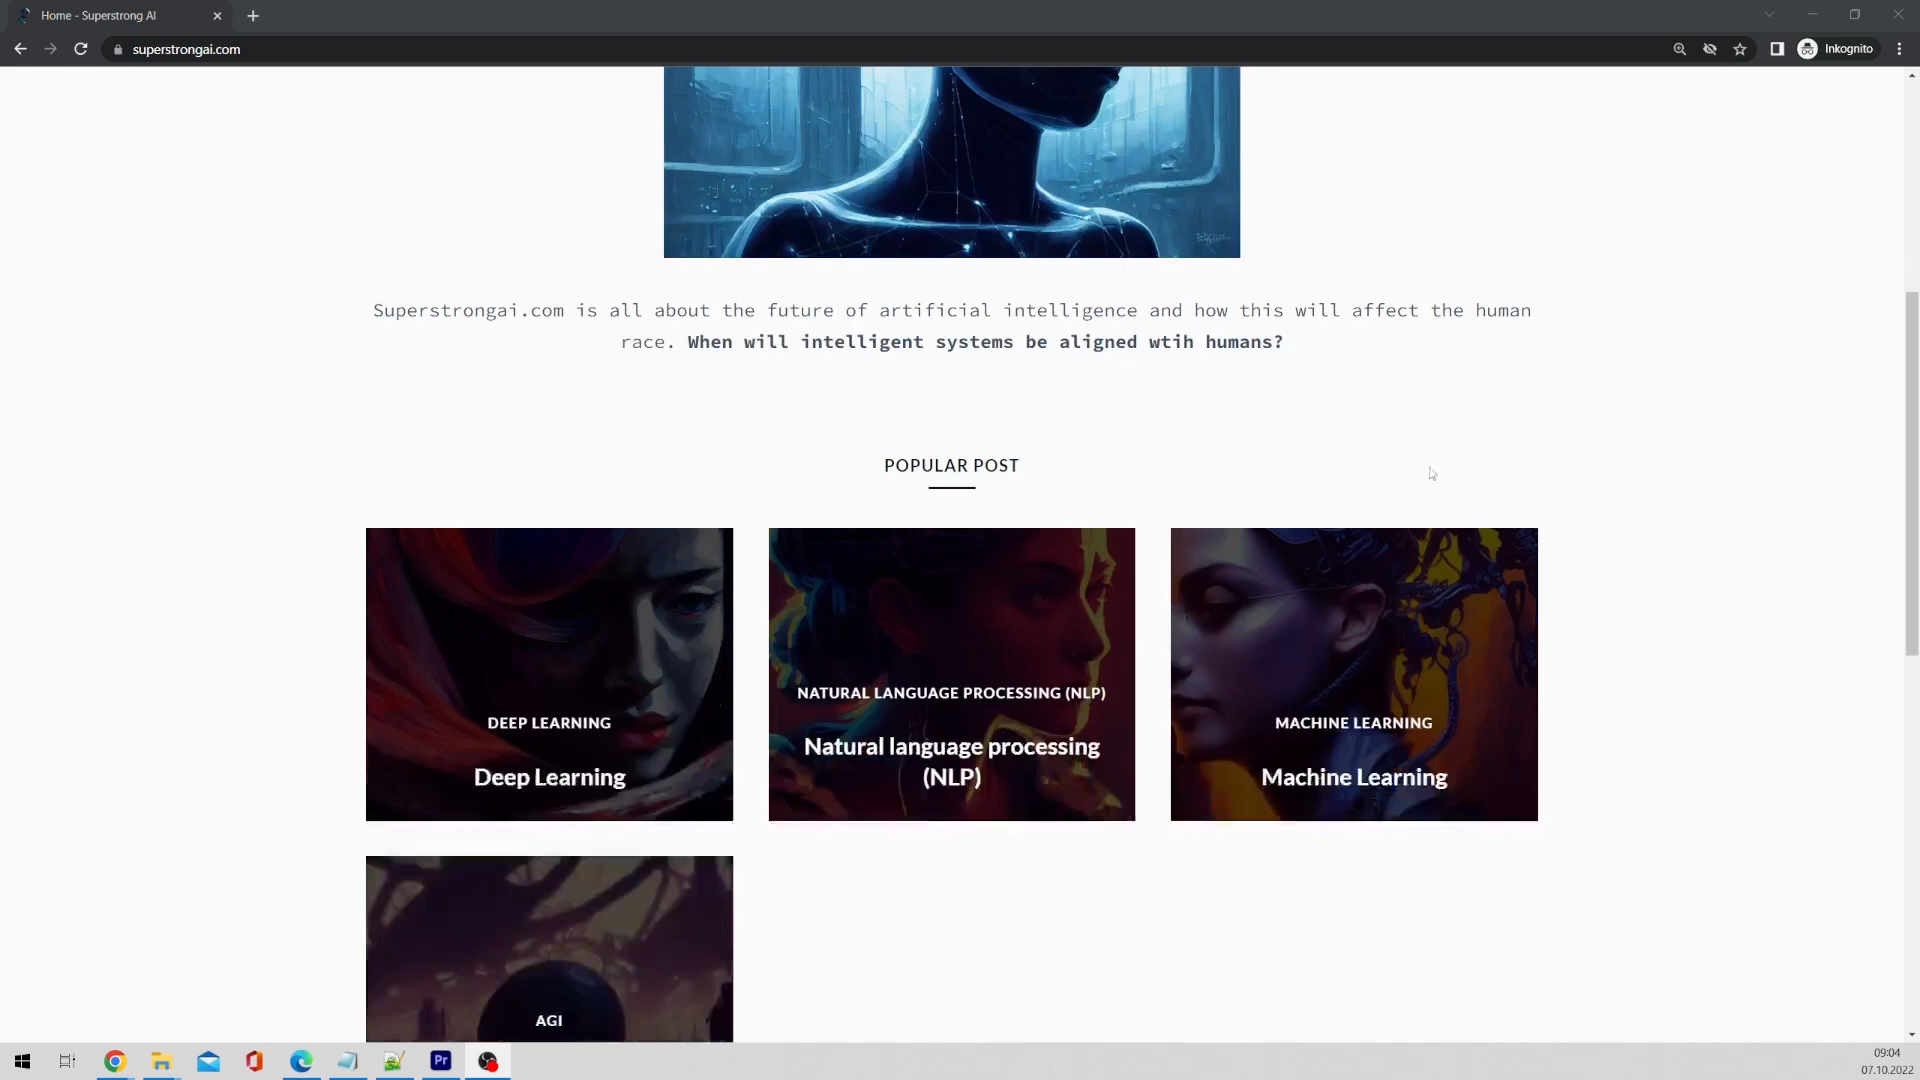 Home - Superstrong AI
superstrongai.com
Inkognito
Superstrongai.com is all about the future of artificial intelligence and how this will affect the human
race. When will intelligent systems be aligned wtih humans?
POPULAR POST
DEEP LEARNING
Deep Learning
NATURAL LANGUAGE PROCESSING (NLP)
Natural language processing
(NLP)
MACHINE LEARNING
Machine Learning
AGI
Pr
09:04
07.10.2022